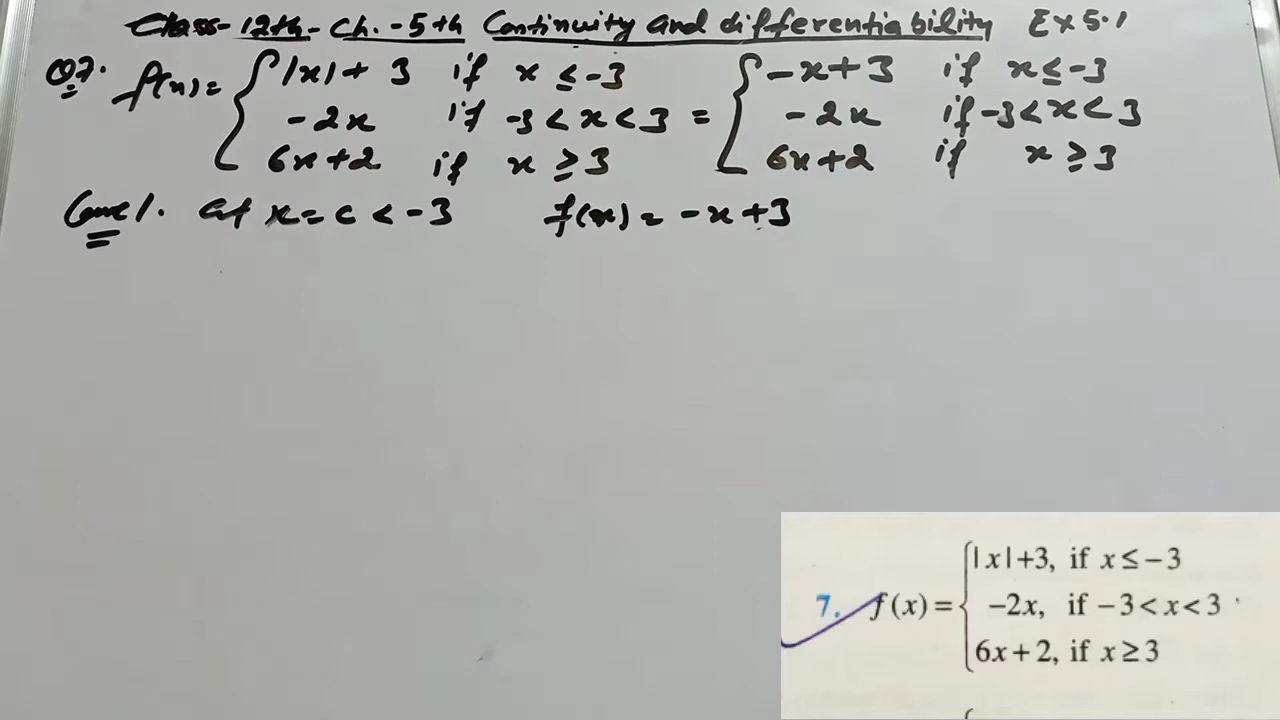 Class-12th-Ch.-5th Continuity and differentiability Ex 5.1
Q7. f(x) = { |x|+3 if x ≤ -3 = { -x+3 if x ≤ -3
-2x if -3<x<3 -2x if -3<x<3
6x+2 if x ≥ 3 6x+2 if x ≥ 3
Case 1. at x = c < -3 f(x) = -x+3
|x|+3, if x ≤ -3
7. f(x) = { -2x, if -3<x<3
6x+2, if x ≥ 3